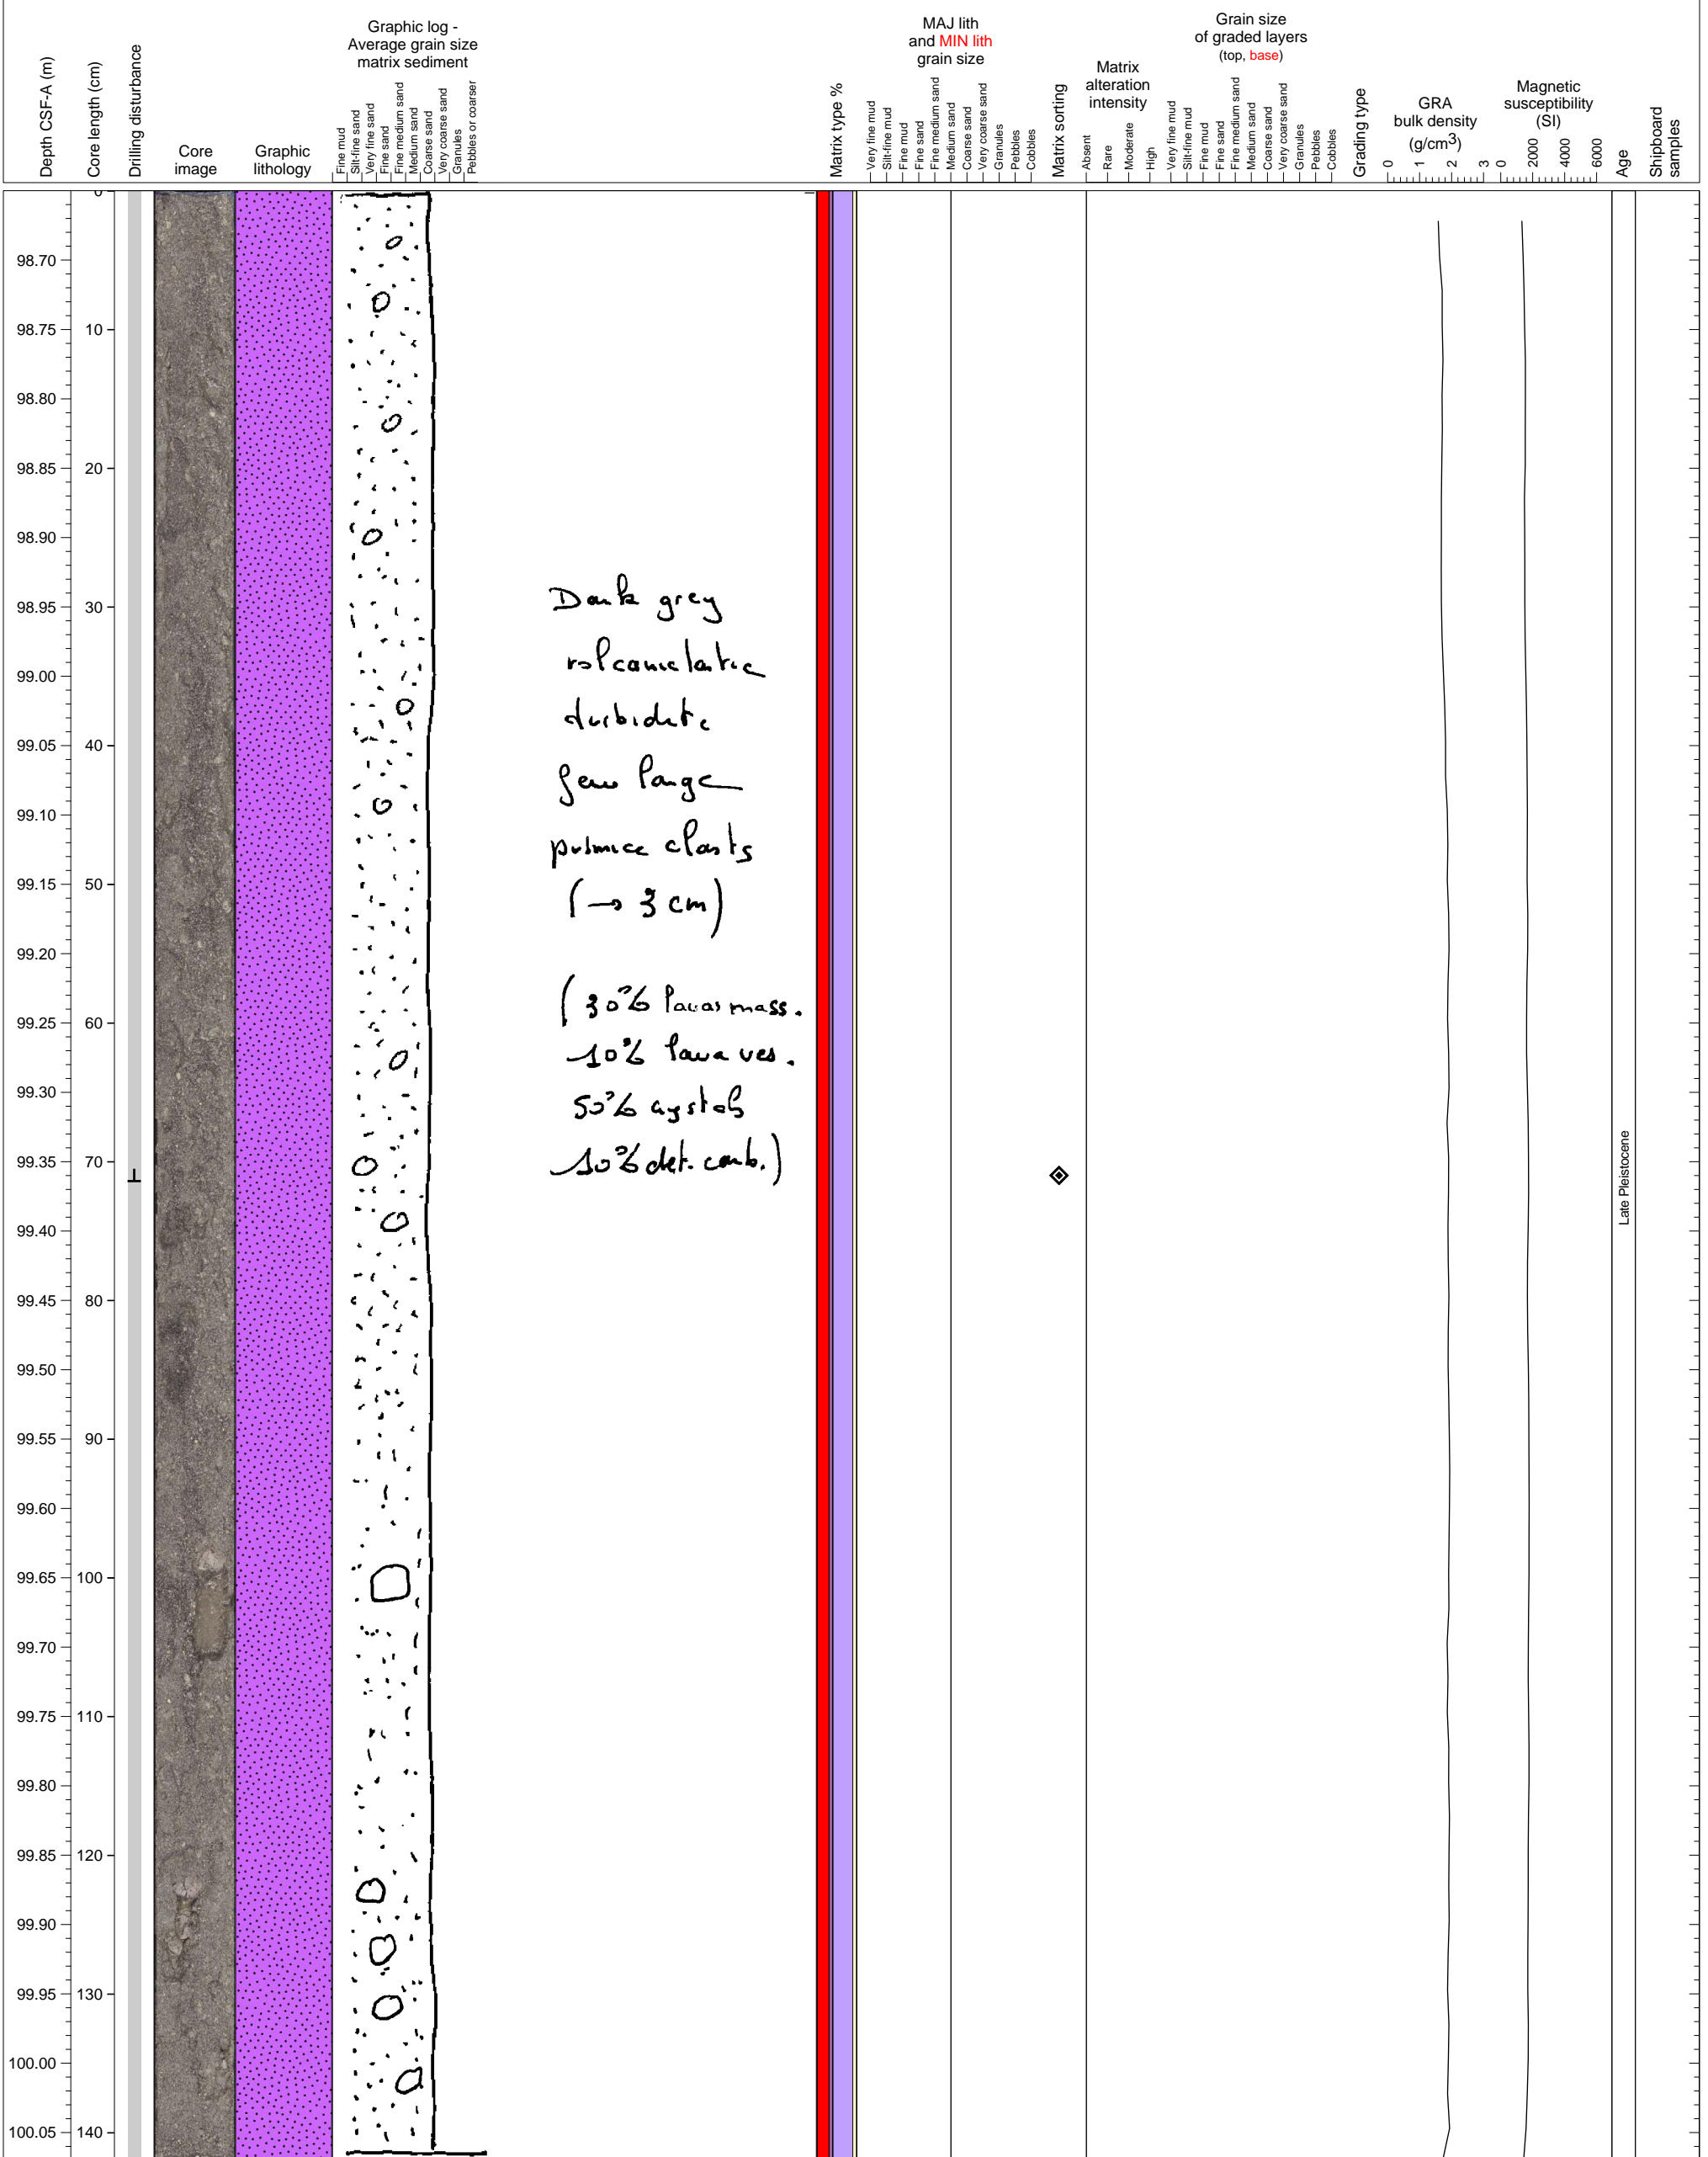 Depth CSF-A (m)
Core length (cm)
Drilling disturbance
Core
image
Graphic
lithology
Graphic log -
Average grain size
matrix sediment
Fine mud
Silt-fine sand
Very fine sand
Fine sand
Fine medium sand
Medium sand
Coarse sand
Very coarse sand
Granules
Pebbles or coarser
Matrix type %
MAJ lith
and MIN lith
grain size
Very fine mud
Silt-fine mud
Fine mud
Fine sand
Fine medium sand
Medium sand
Coarse sand
Very coarse sand
Granules
Pebbles
Cobbles
Matrix sorting
Matrix
alteration
intensity
Absent
Rare
Moderate
High
Grain size
of graded layers
(top, base)
Very fine mud
Silt-fine mud
Fine mud
Fine sand
Fine medium sand
Medium sand
Coarse sand
Very coarse sand
Granules
Pebbles
Cobbles
Grading type
GRA
bulk density
(g/cm3)
0 1 2 3
Magnetic
susceptibility
(SI)
0 2000 4000 6000
Age
Shipboard
samples
0
98.70
98.75 10
98.80
98.85 20
98.90
98.95 30
99.00
99.05 40
99.10
99.15 50
99.20
99.25 60
99.30
99.35 70
99.40
99.45 80
99.50
99.55 90
99.60
99.65 100
99.70
99.75 110
99.80
99.85 120
99.90
99.95 130
100.00
100.05 140
Dark grey
volcaniclastic
turbidite
few large
pumice clasts
(→ 3 cm)
(30% lavas mass.
10% lava ves.
50% crystals
10% det. carb.)
Late Pleistocene